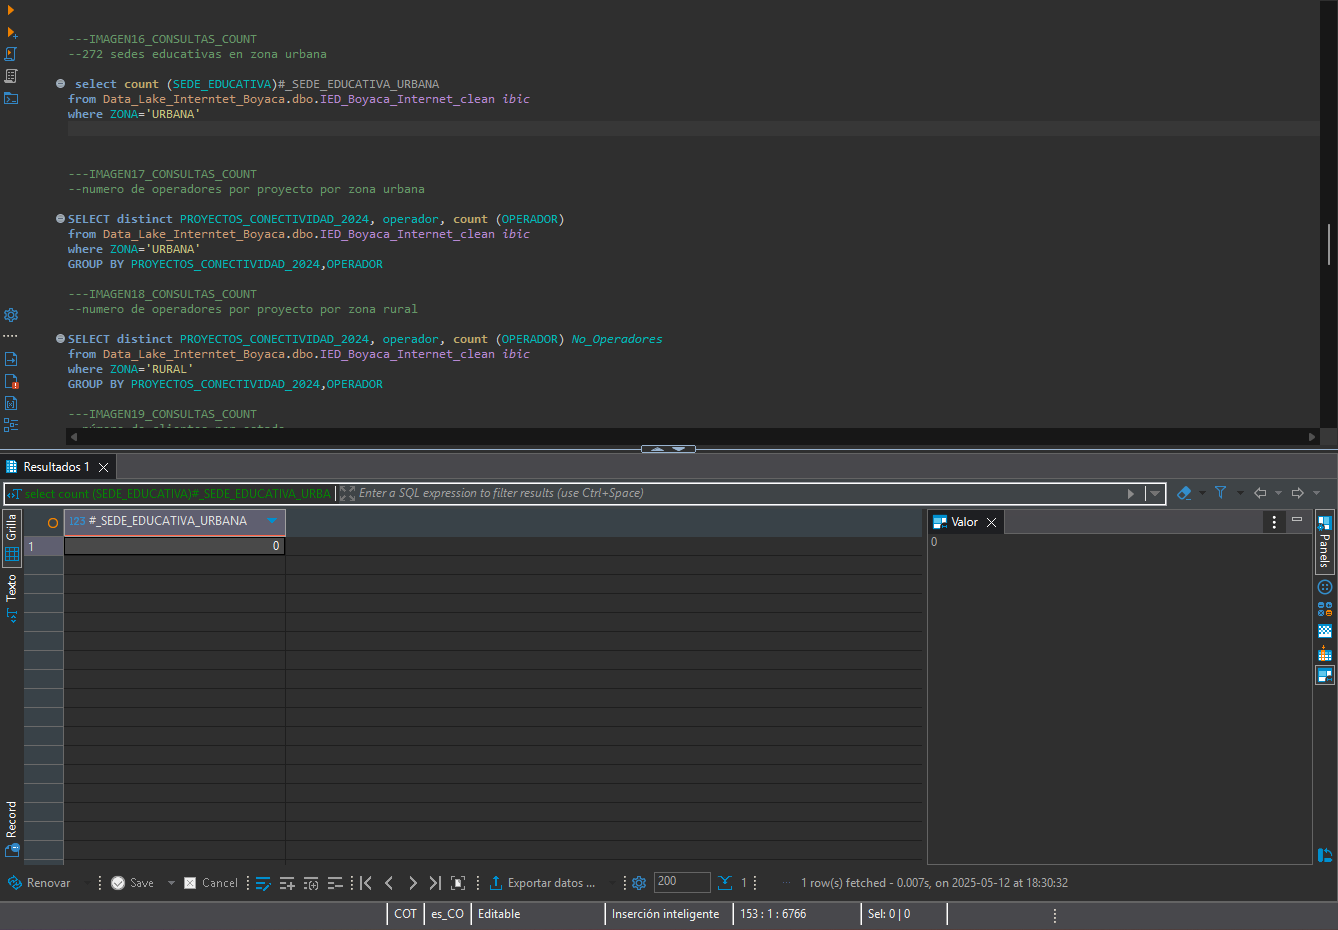 ---IMAGEN16_CONSULTAS_COUNT
--272 sedes educativas en zona urbana
select count (SEDE_EDUCATIVA)#_SEDE_EDUCATIVA_URBANA
from Data_Lake_Interntet_Boyaca.dbo.IED_Boyaca_Internet_clean ibic
where ZONA='URBANA'
---IMAGEN17_CONSULTAS_COUNT
--numero de operadores por proyecto por zona urbana
SELECT distinct PROYECTOS_CONECTIVIDAD_2024, operador, count (OPERADOR)
from Data_Lake_Interntet_Boyaca.dbo.IED_Boyaca_Internet_clean ibic
where ZONA='URBANA'
GROUP BY PROYECTOS_CONECTIVIDAD_2024,OPERADOR
---IMAGEN18_CONSULTAS_COUNT
--numero de operadores por proyecto por zona rural
SELECT distinct PROYECTOS_CONECTIVIDAD_2024, operador, count (OPERADOR) No_Operadores
from Data_Lake_Interntet_Boyaca.dbo.IED_Boyaca_Internet_clean ibic
where ZONA='RURAL'
GROUP BY PROYECTOS_CONECTIVIDAD_2024,OPERADOR
---IMAGEN19_CONSULTAS_COUNT
Resultados 1
select count (SEDE_EDUCATIVA)#_SEDE_EDUCATIVA_URBA
Enter a SQL expression to filter results (use Ctrl+Space)
Grilla
Texto
Record
123 #_SEDE_EDUCATIVA_URBANA
1 0
Valor
0
Panels
Renovar Save Cancel Exportar datos ... 200 1 1 row(s) fetched - 0.007s, on 2025-05-12 at 18:30:32
COT es_CO Editable Inserción inteligente 153 : 1 : 6766 Sel: 0 | 0